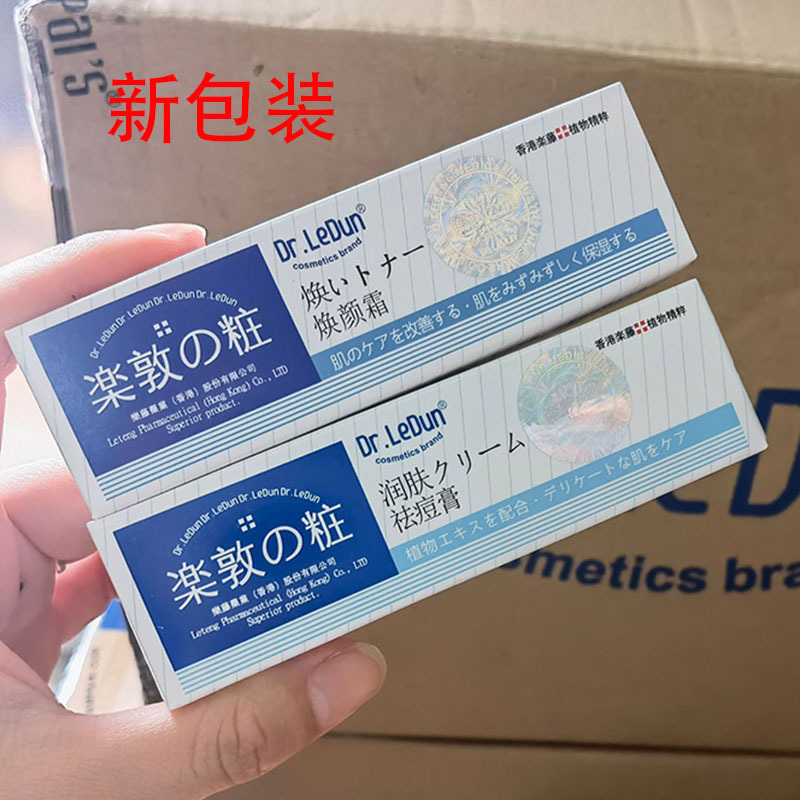 新包装
香港楽藤 植物精粹
Dr.LeDun®
cosmetics brand
焕いトナー
焕颜霜
肌のケアを改善する・肌をみずみずしく保湿する
Dr.LeDun Dr.LeDun Dr.LeDun Dr.LeDun
楽敦の粧
樂藤藥業(香港)股份有限公司
Leteng Pharmaceutical (Hong Kong) Co., LTD
Superior product.
香港楽藤 植物精粹
Dr.LeDun®
cosmetics brand
润肤クリーム
祛痘膏
植物エキスを配合・デリケートな肌をケア
Dr.LeDun Dr.LeDun Dr.LeDun Dr.LeDun
楽敦の粧
樂藤藥業(香港)股份有限公司
Leteng Pharmaceutical (Hong Kong) Co., LTD
Superior product.
smetics bra